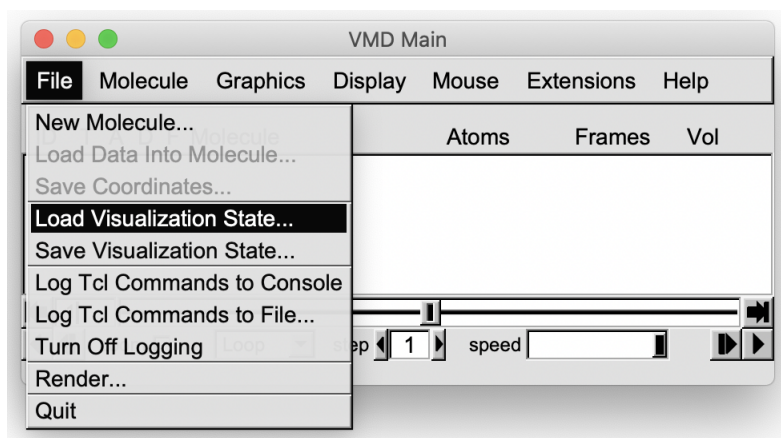 VMD Main
File Molecule Graphics Display Mouse Extensions Help
New Molecule...
Molecule Atoms Frames Vol
Load Data Into Molecule...
Save Coordinates...
Load Visualization State...
Save Visualization State...
Log Tcl Commands to Console
Log Tcl Commands to File...
Turn Off Logging Loop step 1 speed
Render...
Quit